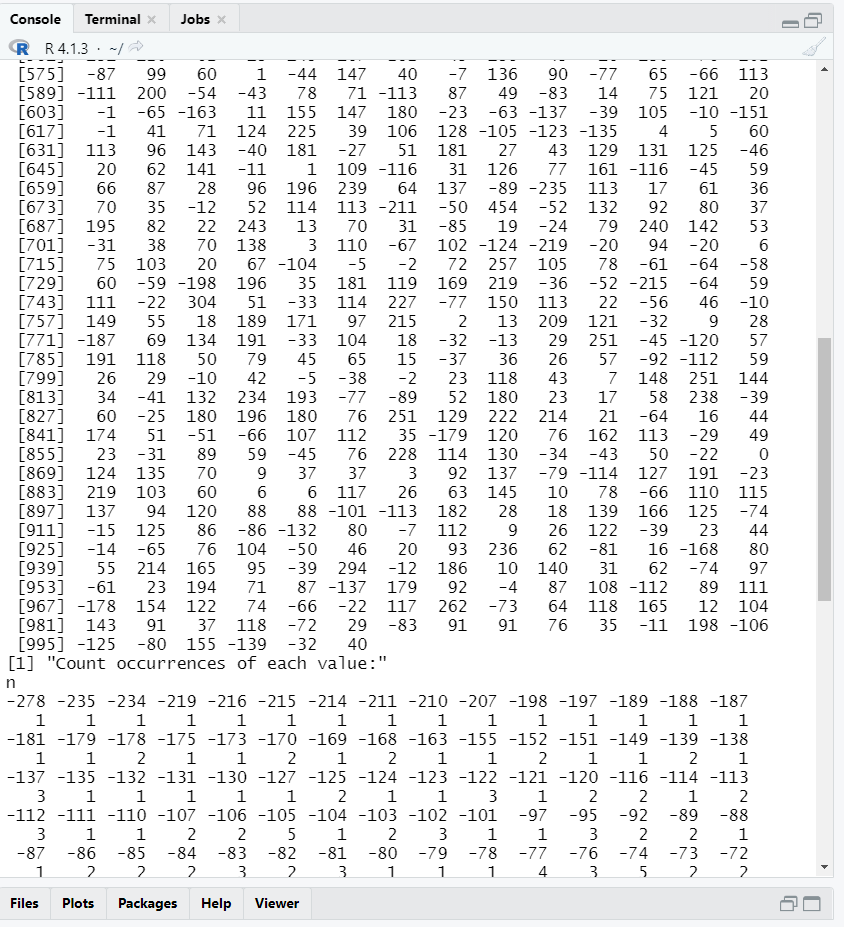 Console Terminal Jobs
R 4.1.3 · ~/
[575] -87 99 60 1 -44 147 40 -7 136 90 -77 65 -66 113
[589] -111 200 -54 -43 78 71 -113 87 49 -83 14 75 121 20
[603] -1 -65 -163 11 155 147 180 -23 -63 -137 -39 105 -10 -151
[617] -1 41 71 124 225 39 106 128 -105 -123 -135 4 5 60
[631] 113 96 143 -40 181 -27 51 181 27 43 129 131 125 -46
[645] 20 62 141 -11 1 109 -116 31 126 77 161 -116 -45 59
[659] 66 87 28 96 196 239 64 137 -89 -235 113 17 61 36
[673] 70 35 -12 52 114 113 -211 -50 454 -52 132 92 80 37
[687] 195 82 22 243 13 70 31 -85 19 -24 79 240 142 53
[701] -31 38 70 138 3 110 -67 102 -124 -219 -20 94 -20 6
[715] 75 103 20 67 -104 -5 -2 72 257 105 78 -61 -64 -58
[729] 60 -59 -198 196 35 181 119 169 219 -36 -52 -215 -64 59
[743] 111 -22 304 51 -33 114 227 -77 150 113 22 -56 46 -10
[757] 149 55 18 189 171 97 215 2 13 209 121 -32 9 28
[771] -187 69 134 191 -33 104 18 -32 -13 29 251 -45 -120 57
[785] 191 118 50 79 45 65 15 -37 36 26 57 -92 -112 59
[799] 26 29 -10 42 -5 -38 -2 23 118 43 7 148 251 144
[813] 34 -41 132 234 193 -77 -89 52 180 23 17 58 238 -39
[827] 60 -25 180 196 180 76 251 129 222 214 21 -64 16 44
[841] 174 51 -51 -66 107 112 35 -179 120 76 162 113 -29 49
[855] 23 -31 89 59 -45 76 228 114 130 -34 -43 50 -22 0
[869] 124 135 70 9 37 37 3 92 137 -79 -114 127 191 -23
[883] 219 103 60 6 6 117 26 63 145 10 78 -66 110 115
[897] 137 94 120 88 88 -101 -113 182 28 18 139 166 125 -74
[911] -15 125 86 -86 -132 80 -7 112 9 26 122 -39 23 44
[925] -14 -65 76 104 -50 46 20 93 236 62 -81 16 -168 80
[939] 55 214 165 95 -39 294 -12 186 10 140 31 62 -74 97
[953] -61 23 194 71 87 -137 179 92 -4 87 108 -112 89 111
[967] -178 154 122 74 -66 -22 117 262 -73 64 118 165 12 104
[981] 143 91 37 118 -72 29 -83 91 91 76 35 -11 198 -106
[995] -125 -80 155 -139 -32 40
[1] "Count occurrences of each value:"
n
-278 -235 -234 -219 -216 -215 -214 -211 -210 -207 -198 -197 -189 -188 -187
1 1 1 1 1 1 1 1 1 1 1 1 1 1 1
-181 -179 -178 -175 -173 -170 -169 -168 -163 -155 -152 -151 -149 -139 -138
1 1 2 1 1 2 1 2 1 1 2 1 1 2 1
-137 -135 -132 -131 -130 -127 -125 -124 -123 -122 -121 -120 -116 -114 -113
3 1 1 1 1 1 2 1 1 3 1 2 2 1 2
-112 -111 -110 -107 -106 -105 -104 -103 -102 -101 -97 -95 -92 -89 -88
3 1 1 2 2 5 1 2 3 1 1 3 2 2 1
-87 -86 -85 -84 -83 -82 -81 -80 -79 -78 -77 -76 -74 -73 -72
1 2 2 2 3 2 3 1 1 1 4 3 5 2 2
Files Plots Packages Help Viewer